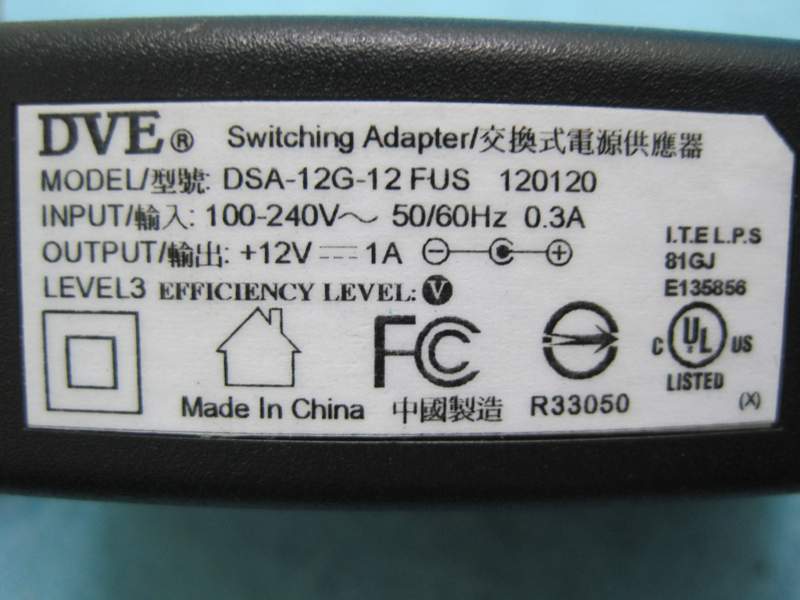 DVE® Switching Adapter/交換式電源供應器
MODEL/型號: DSA-12G-12 FUS 120120
INPUT/輸入: 100-240V～ 50/60Hz 0.3A
OUTPUT/輸出: +12V ⎓ 1A
LEVEL3 EFFICIENCY LEVEL: V
I.T.E L.P.S
81GJ
E135856
FC
C UL US
LISTED
Made In China 中國製造 R33050
(X)